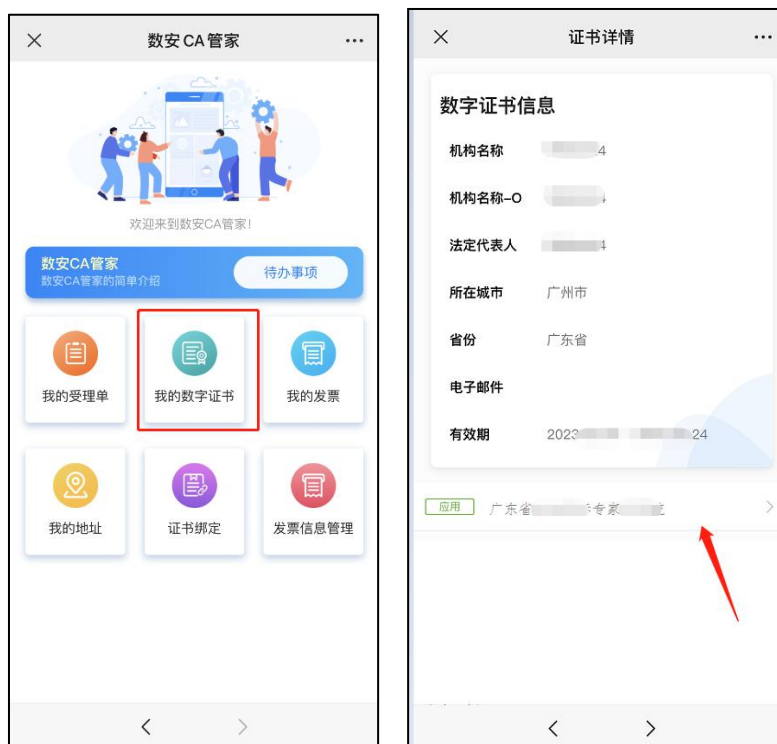 数安CA管家
欢迎来到数安CA管家!
数安CA管家
数安CA管家的简单介绍
待办事项
我的受理单
我的数字证书
我的发票
我的地址
证书绑定
发票信息管理
证书详情
数字证书信息
机构名称
4
机构名称-O
法定代表人
4
所在城市
广州市
省份
广东省
电子邮件
有效期
2023
24
应用
广东省
专家